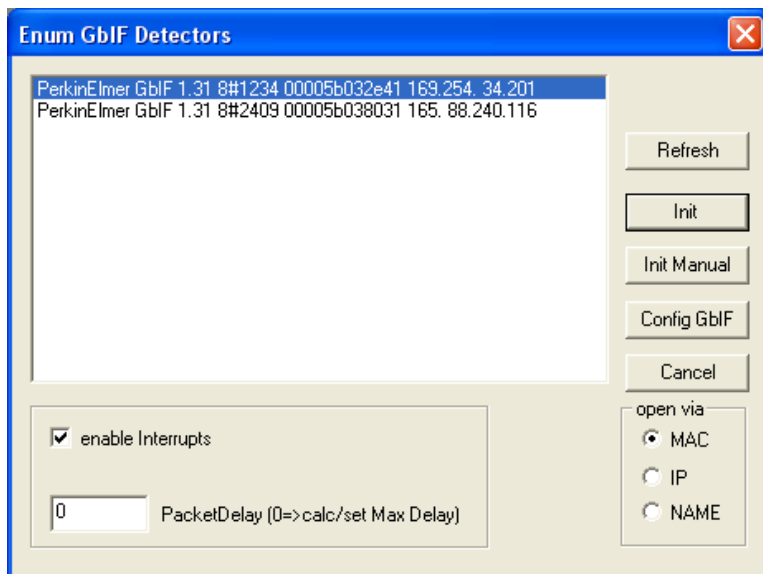 Enum GbIF Detectors
PerkinElmer GbIF 1.31 8#1234 00005b032e41 169.254. 34.201
PerkinElmer GbIF 1.31 8#2409 00005b038031 165. 88.240.116
Refresh
Init
Init Manual
Config GbIF
Cancel
open via
MAC
IP
NAME
enable Interrupts
0 PacketDelay (0=>calc/set Max Delay)